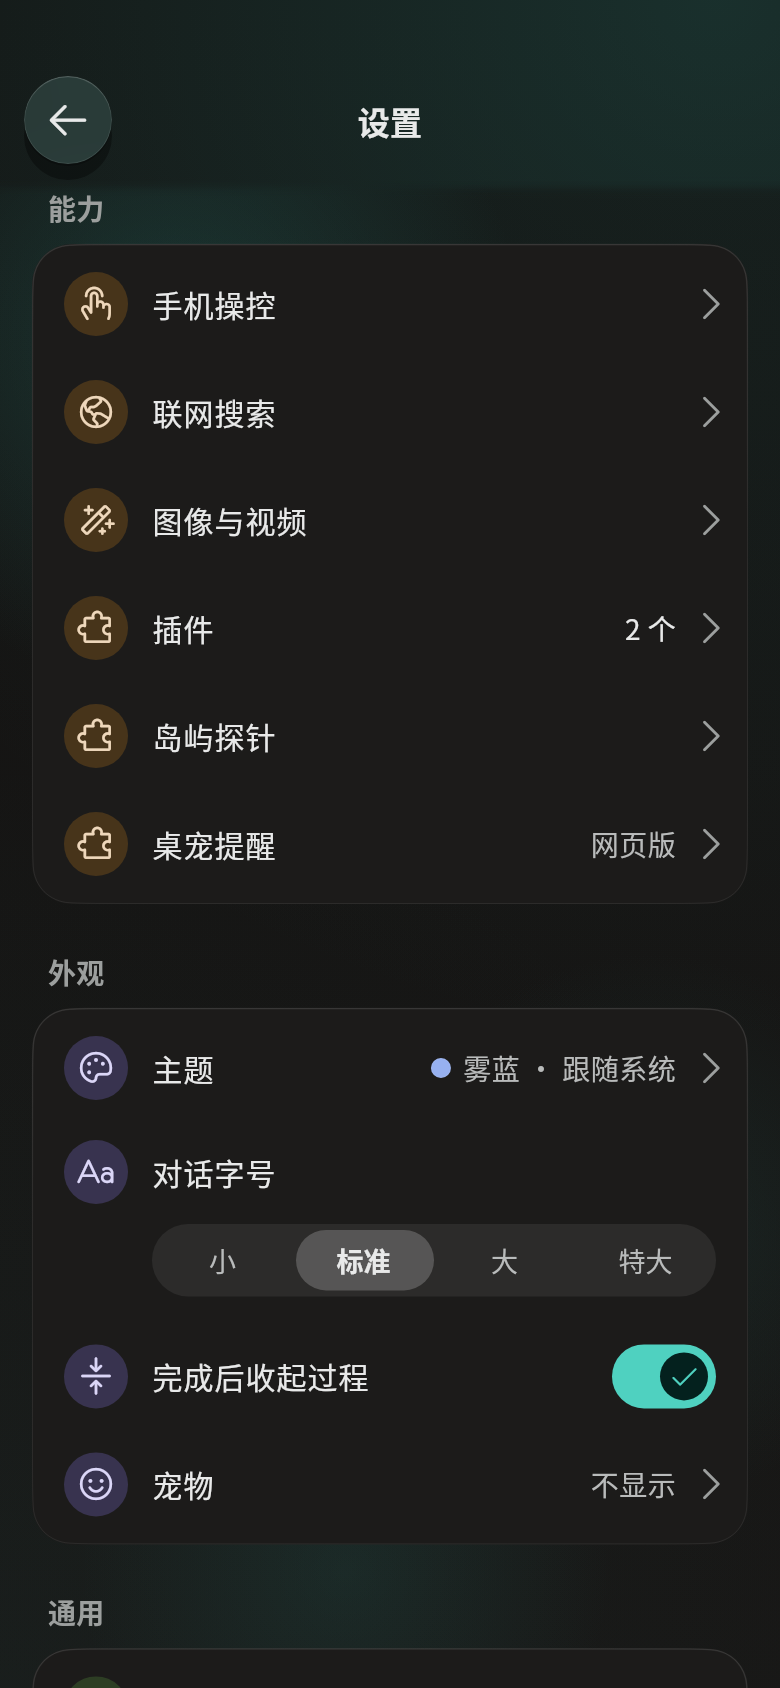 设置
能力
手机操控
联网搜索
图像与视频
插件 2 个
岛屿探针
桌宠提醒 网页版
外观
主题 雾蓝 · 跟随系统
Aa 对话字号
小 标准 大 特大
完成后收起过程
宠物 不显示
通用